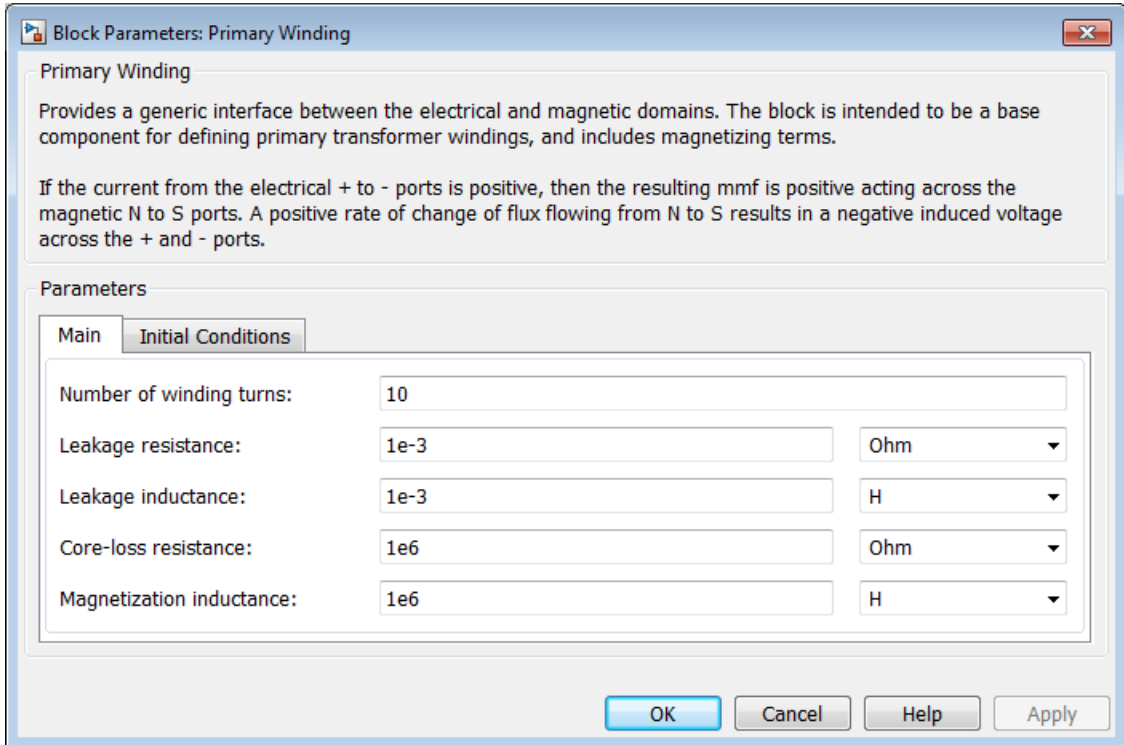 Block Parameters: Primary Winding
Primary Winding
Provides a generic interface between the electrical and magnetic domains. The block is intended to be a base
component for defining primary transformer windings, and includes magnetizing terms.
If the current from the electrical + to - ports is positive, then the resulting mmf is positive acting across the
magnetic N to S ports. A positive rate of change of flux flowing from N to S results in a negative induced voltage
across the + and - ports.
Parameters
Main Initial Conditions
Number of winding turns: 10
Leakage resistance: 1e-3 Ohm
Leakage inductance: 1e-3 H
Core-loss resistance: 1e6 Ohm
Magnetization inductance: 1e6 H
OK Cancel Help Apply